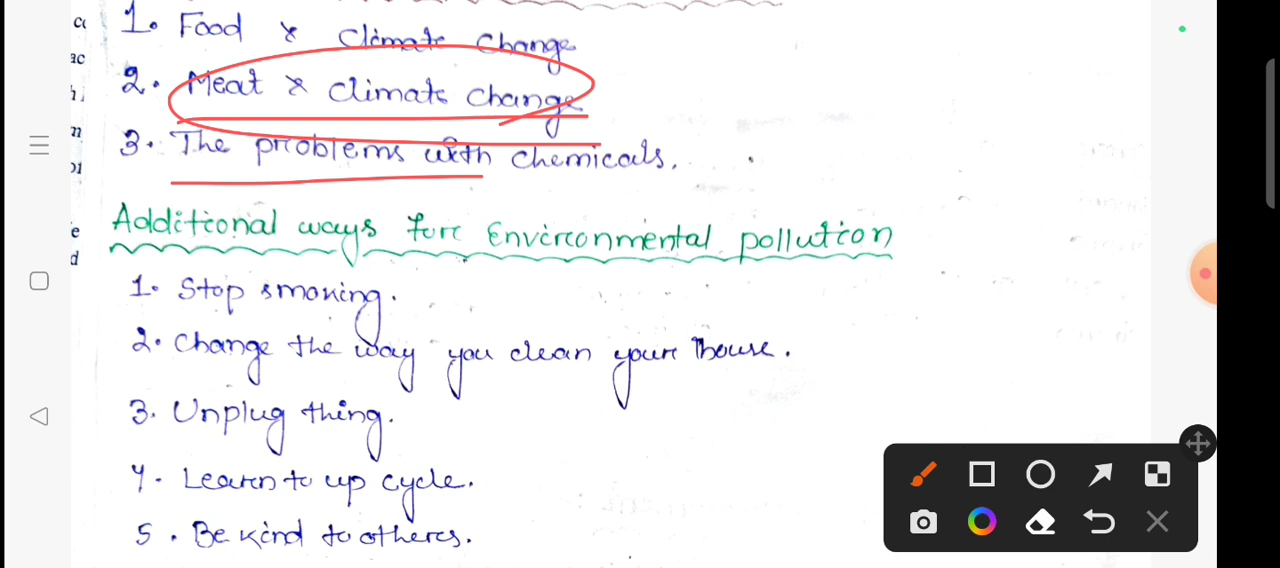 1. Food & Climate Change
2. Meat & climate change
3. The problems with chemicals.
Additional ways for Environmental pollution
1. Stop smoking.
2. Change the way you clean your house.
3. Unplug thing.
4. Learn to up cycle.
5. Be kind to others.